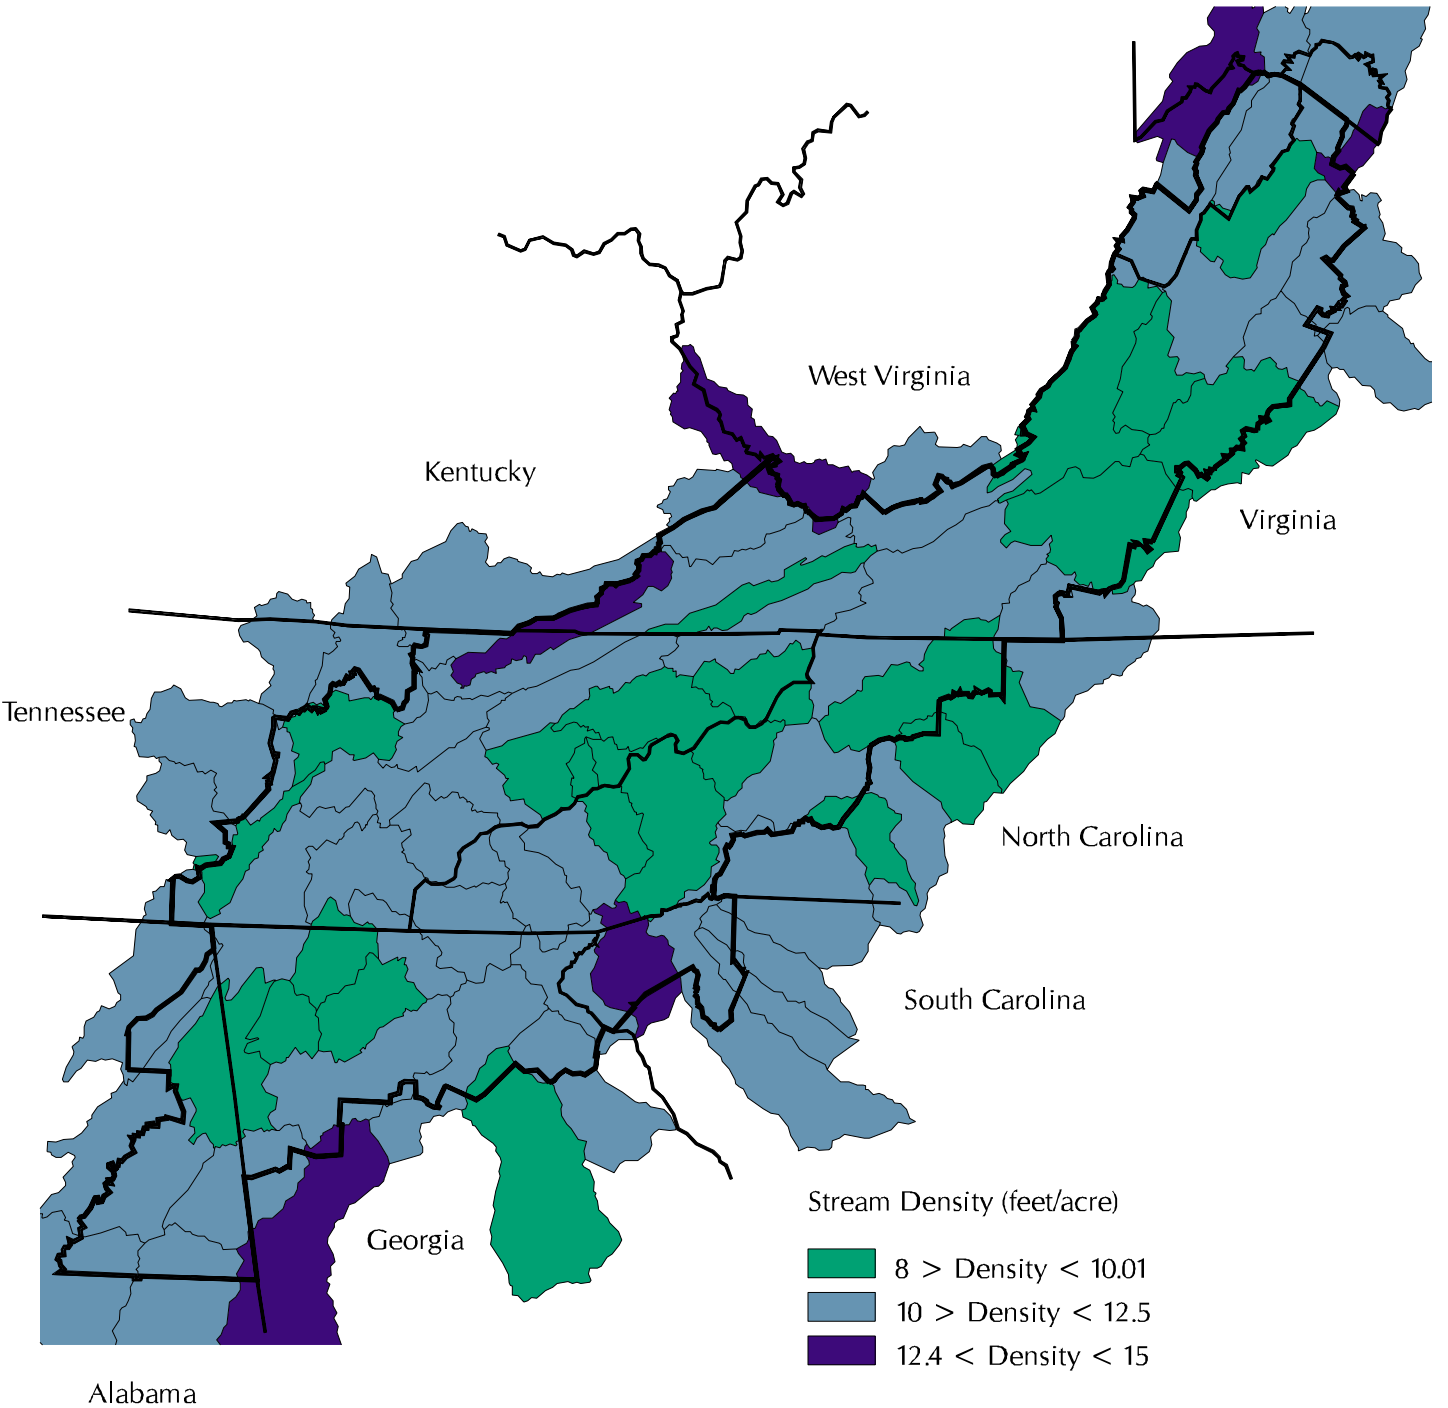 West Virginia
Kentucky
Virginia
Tennessee
North Carolina
South Carolina
Stream Density (feet/acre)
Georgia
8 > Density < 10.01
10 > Density < 12.5
12.4 < Density < 15
Alabama